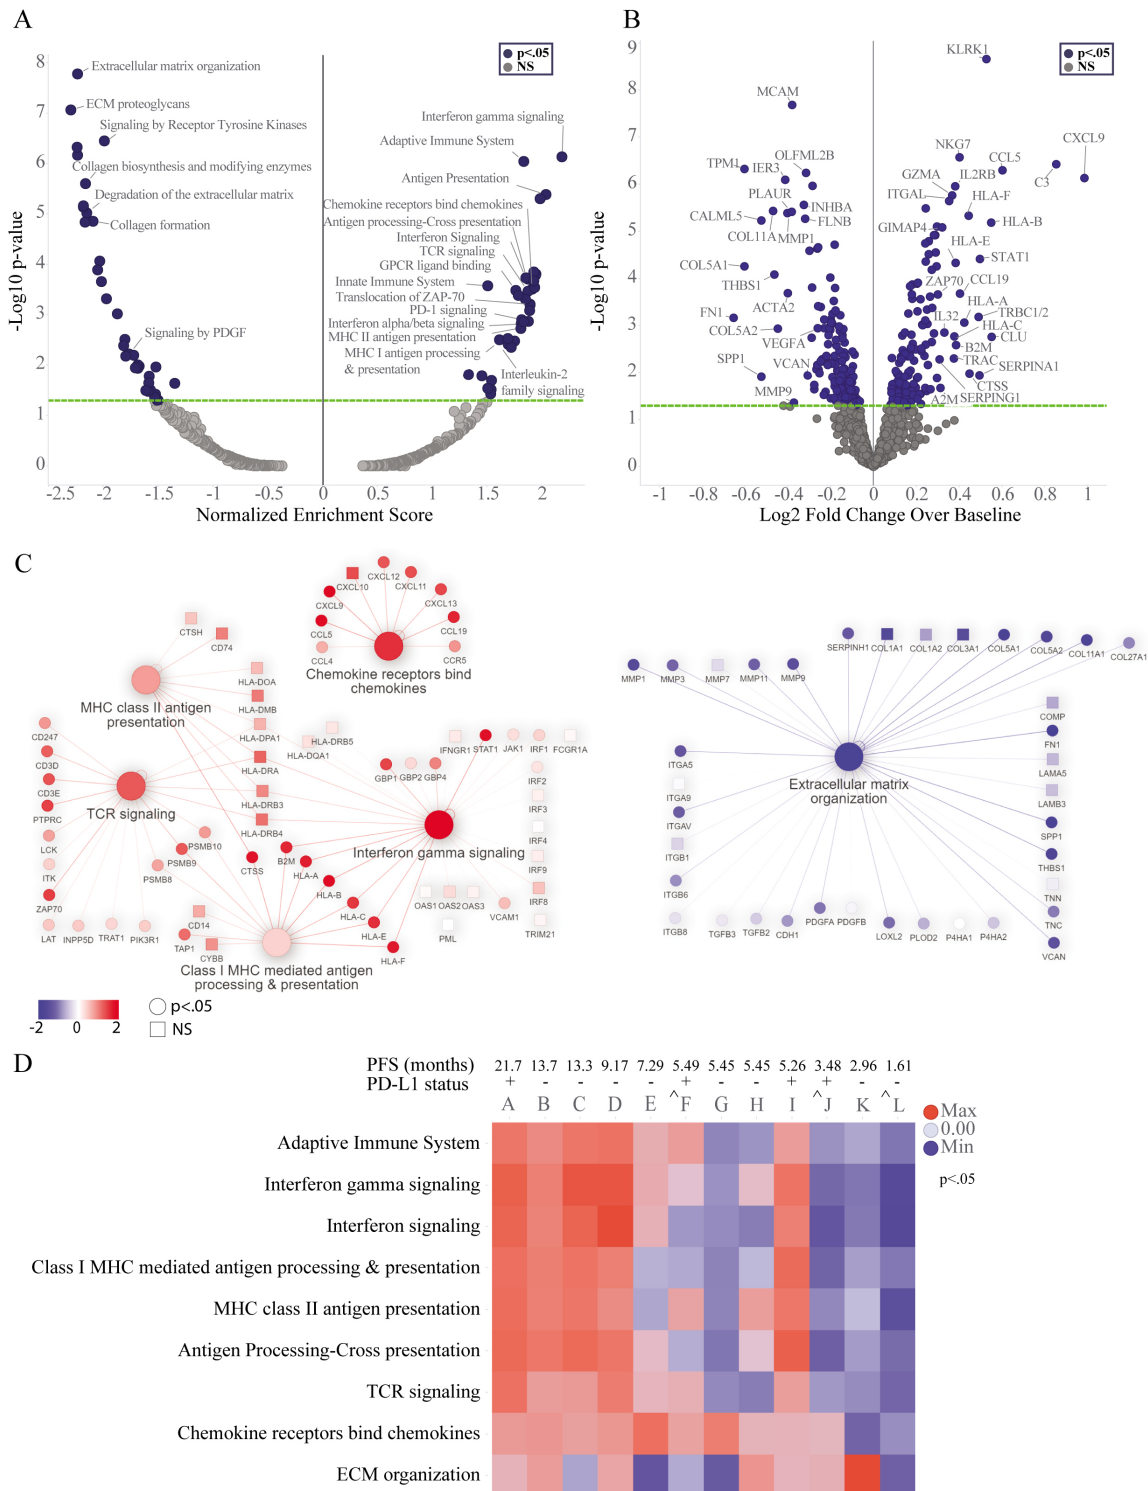 A
p<.05
NS
8
7
6
5
4
3
2
1
0
-Log10 p-value
Extracellular matrix organization
ECM proteoglycans
Signaling by Receptor Tyrosine Kinases
Collagen biosynthesis and modifying enzymes
Degradation of the extracellular matrix
Collagen formation
Signaling by PDGF
Interferon gamma signaling
Adaptive Immune System
Antigen Presentation
Chemokine receptors bind chemokines
Antigen processing-Cross presentation
Interferon Signaling
TCR signaling
GPCR ligand binding
Innate Immune System
Translocation of ZAP-70
PD-1 signaling
Interferon alpha/beta signaling
MHC II antigen presentation
MHC I antigen processing
& presentation
Interleukin-2
family signaling
-2.5 -2 -1.5 -1 -0.5 0 0.5 1 1.5 2
Normalized Enrichment Score
B
p<.05
NS
9
8
7
6
5
4
3
2
1
0
-Log10 p-value
KLRK1
MCAM
CXCL9
NKG7
CCL5
C3
TPM1
IER3
OLFML2B
IL2RB
GZMA
PLAUR
ITGAL
HLA-F
INHBA
CALML5
FLNB
HLA-B
COL11A
MMP1
GIMAP4
HLA-E
STAT1
COL5A1
THBS1
ZAP70
CCL19
ACTA2
HLA-A
FN1
TRBC1/2
IL32
COL5A2
HLA-C
CLU
VEGFA
B2M
SPP1
VCAN
TRAC
SERPINA1
CTSS
MMP9
A2M
SERPING1
-1 -0.8 -0.6 -0.4 -0.2 0 0.2 0.4 0.6 0.8 1
Log2 Fold Change Over Baseline
C
CXCL12
CXCL10
CXCL11
CXCL9
CXCL13
CCL5
CCL19
CCL4
CCR5
Chemokine receptors bind
chemokines
CTSH
CD74
MHC class II antigen
presentation
HLA-DOA
HLA-DMB
HLA-DPA1
HLA-DRB5
HLA-DQA1
HLA-DRA
HLA-DRB3
HLA-DRB4
CD247
CD3D
CD3E
PTPRC
LCK
ITK
ZAP70
LAT
INPP5D
TRAT1
PIK3R1
TCR signaling
PSMB10
PSMB9
PSMB8
CTSS
B2M
HLA-A
HLA-B
HLA-C
HLA-E
HLA-F
CD14
TAP1
CYBB
Class I MHC mediated antigen
processing & presentation
IFNGR1
STAT1
JAK1
IRF1
FCGR1A
GBP1
GBP2
GBP4
IRF2
IRF3
IRF4
IRF9
IRF8
TRIM21
Interferon gamma signaling
OAS1
OAS2
OAS3
VCAM1
PML
SERPINH1
COL1A1
COL1A2
COL3A1
COL5A1
COL5A2
COL11A1
COL27A1
MMP1
MMP3
MMP7
MMP11
MMP9
COMP
FN1
LAMA5
LAMB3
SPP1
THBS1
TNN
TNC
VCAN
Extracellular matrix
organization
ITGA5
ITGA9
ITGAV
ITGB1
ITGB6
ITGB8
TGFB3
TGFB2
CDH1
PDGFA
PDGFB
LOXL2
PLOD2
P4HA1
P4HA2
-2 0 2
p<.05
NS
D
PFS (months) 21.7 13.7 13.3 9.17 7.29 5.49 5.45 5.45 5.26 3.48 2.96 1.61
PD-L1 status + - - - - + - - + + - -
A B C D E ^F G H I ^J K ^L
Max
0.00
Min
p<.05
Adaptive Immune System
Interferon gamma signaling
Interferon signaling
Class I MHC mediated antigen processing & presentation
MHC class II antigen presentation
Antigen Processing-Cross presentation
TCR signaling
Chemokine receptors bind chemokines
ECM organization